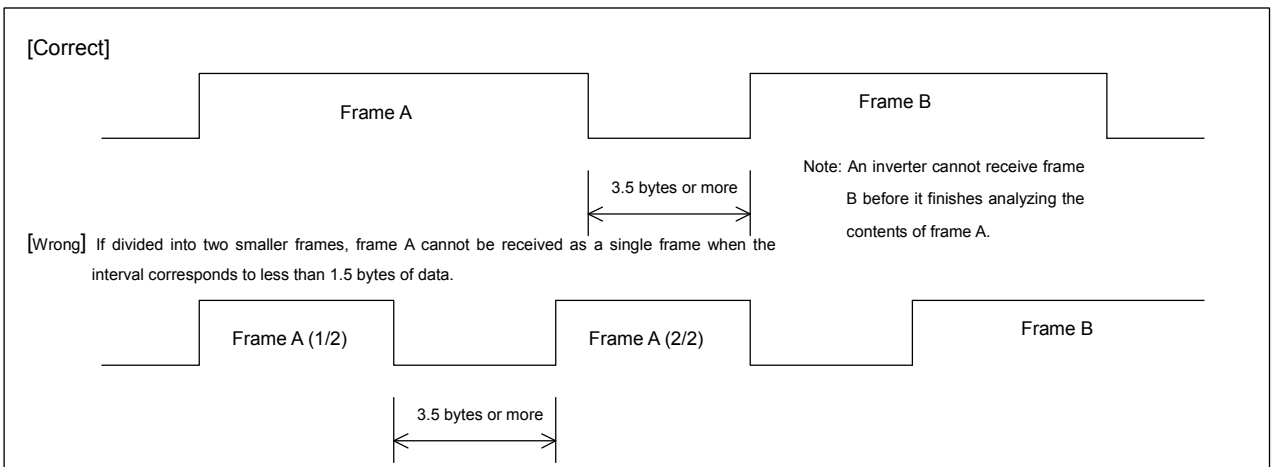 [Correct]
Frame A
Frame B
3.5 bytes or more
Note: An inverter cannot receive frame
B before it finishes analyzing the
contents of frame A.
[Wrong] If divided into two smaller frames, frame A cannot be received as a single frame when the
interval corresponds to less than 1.5 bytes of data.
Frame A (1/2)
Frame A (2/2)
Frame B
3.5 bytes or more